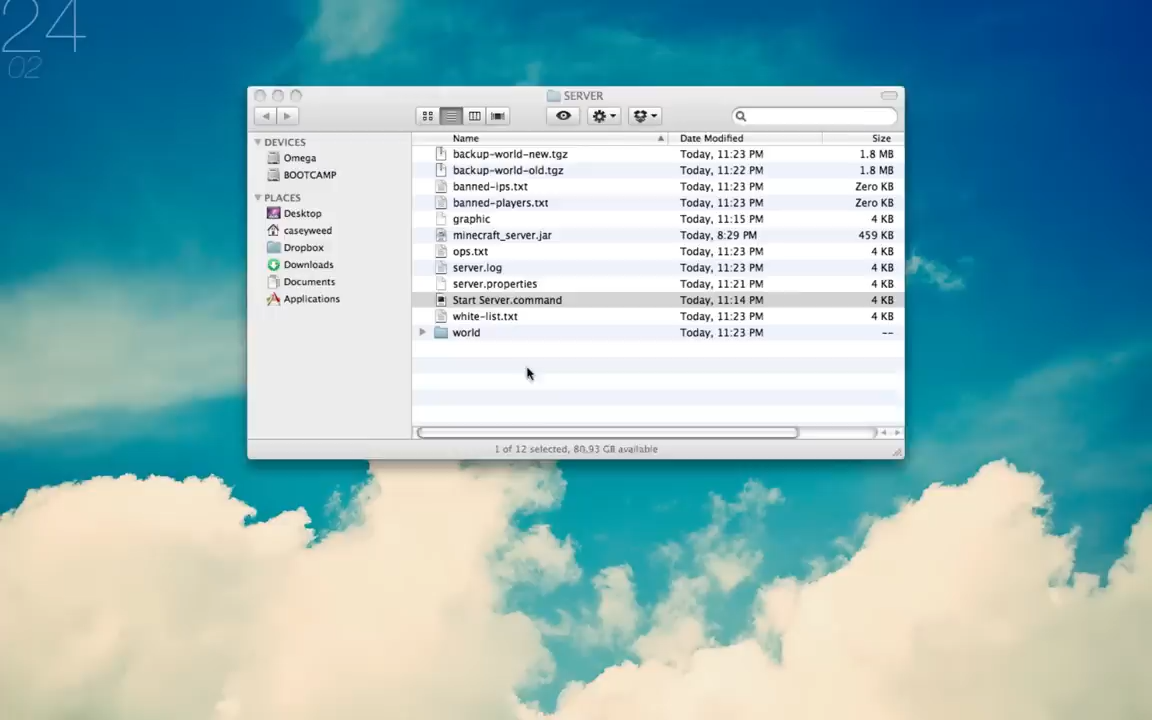 24
02
SERVER
DEVICES
Omega
BOOTCAMP
PLACES
Desktop
caseyweed
Dropbox
Downloads
Documents
Applications
Name Date Modified Size
backup-world-new.tgz Today, 11:23 PM 1.8 MB
backup-world-old.tgz Today, 11:22 PM 1.8 MB
banned-ips.txt Today, 11:23 PM Zero KB
banned-players.txt Today, 11:23 PM Zero KB
graphic Today, 11:15 PM 4 KB
minecraft_server.jar Today, 8:29 PM 459 KB
ops.txt Today, 11:23 PM 4 KB
server.log Today, 11:23 PM 4 KB
server.properties Today, 11:21 PM 4 KB
Start Server.command Today, 11:14 PM 4 KB
white-list.txt Today, 11:23 PM 4 KB
world Today, 11:23 PM --
1 of 12 selected, 80.93 GB available